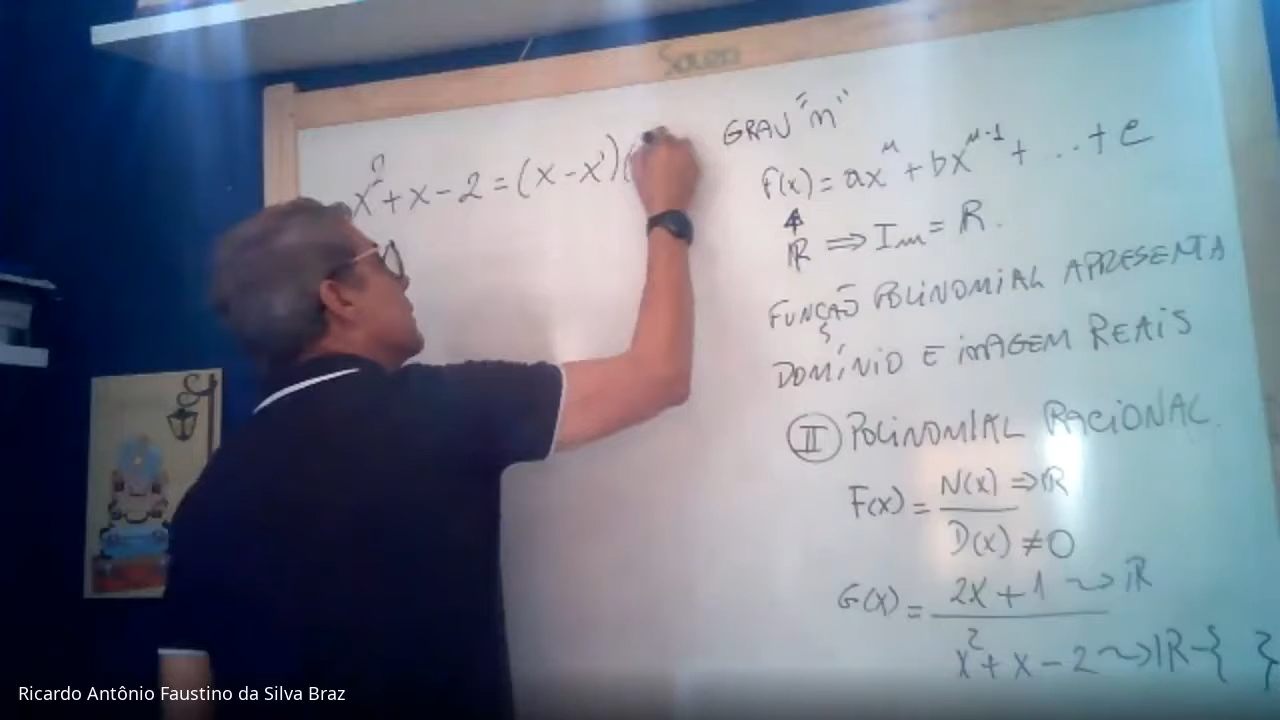 x² + x - 2 = (x - x')(
GRAU "n"
f(x) = ax^n + bx^n-1 + ... + e
ℝ ⇒ Im = R.
FUNÇÃO POLINOMIAL APRESENTA
DOMÍNIO E IMAGEM REAIS
II POLINOMIAL RACIONAL.
F(x) = N(x) ⇒ ℝ
D(x) ≠ 0
G(x) = 2x + 1 ~> ℝ
x² + x - 2 ~> ℝ - { }
Ricardo Antônio Faustino da Silva Braz